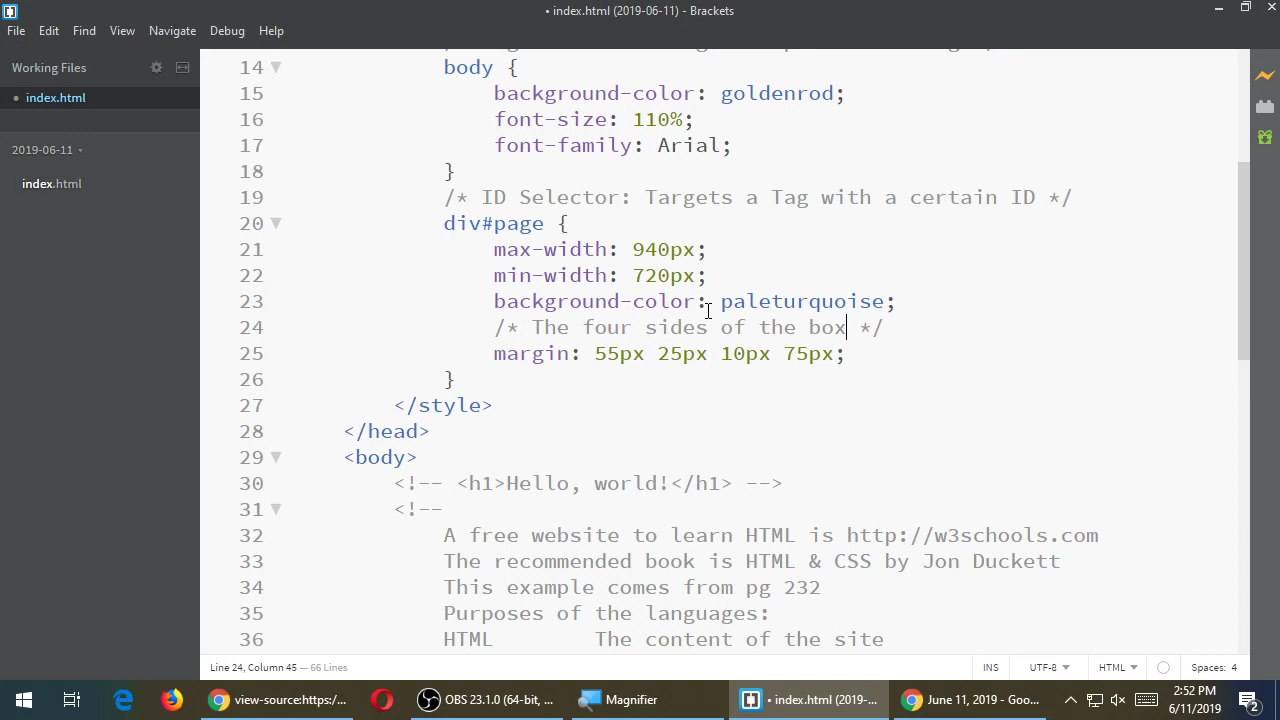 • index.html (2019-06-11) - Brackets
File Edit Find View Navigate Debug Help
Working Files
• index.html
2019-06-11
index.html
14 body {
15 background-color: goldenrod;
16 font-size: 110%;
17 font-family: Arial;
18 }
19 /* ID Selector: Targets a Tag with a certain ID */
20 div#page {
21 max-width: 940px;
22 min-width: 720px;
23 background-color: paleturquoise;
24 /* The four sides of the box */
25 margin: 55px 25px 10px 75px;
26 }
27 </style>
28 </head>
29 <body>
30 <!-- <h1>Hello, world!</h1> -->
31 <!--
32 A free website to learn HTML is http://w3schools.com
33 The recommended book is HTML & CSS by Jon Duckett
34 This example comes from pg 232
35 Purposes of the languages:
36 HTML The content of the site
Line 24, Column 45 — 66 Lines INS UTF-8 HTML Spaces: 4
view-source:https:/... OBS 23.1.0 (64-bit, ... Magnifier • index.html (2019-... June 11, 2019 - Goo... 2:52 PM
6/11/2019 2